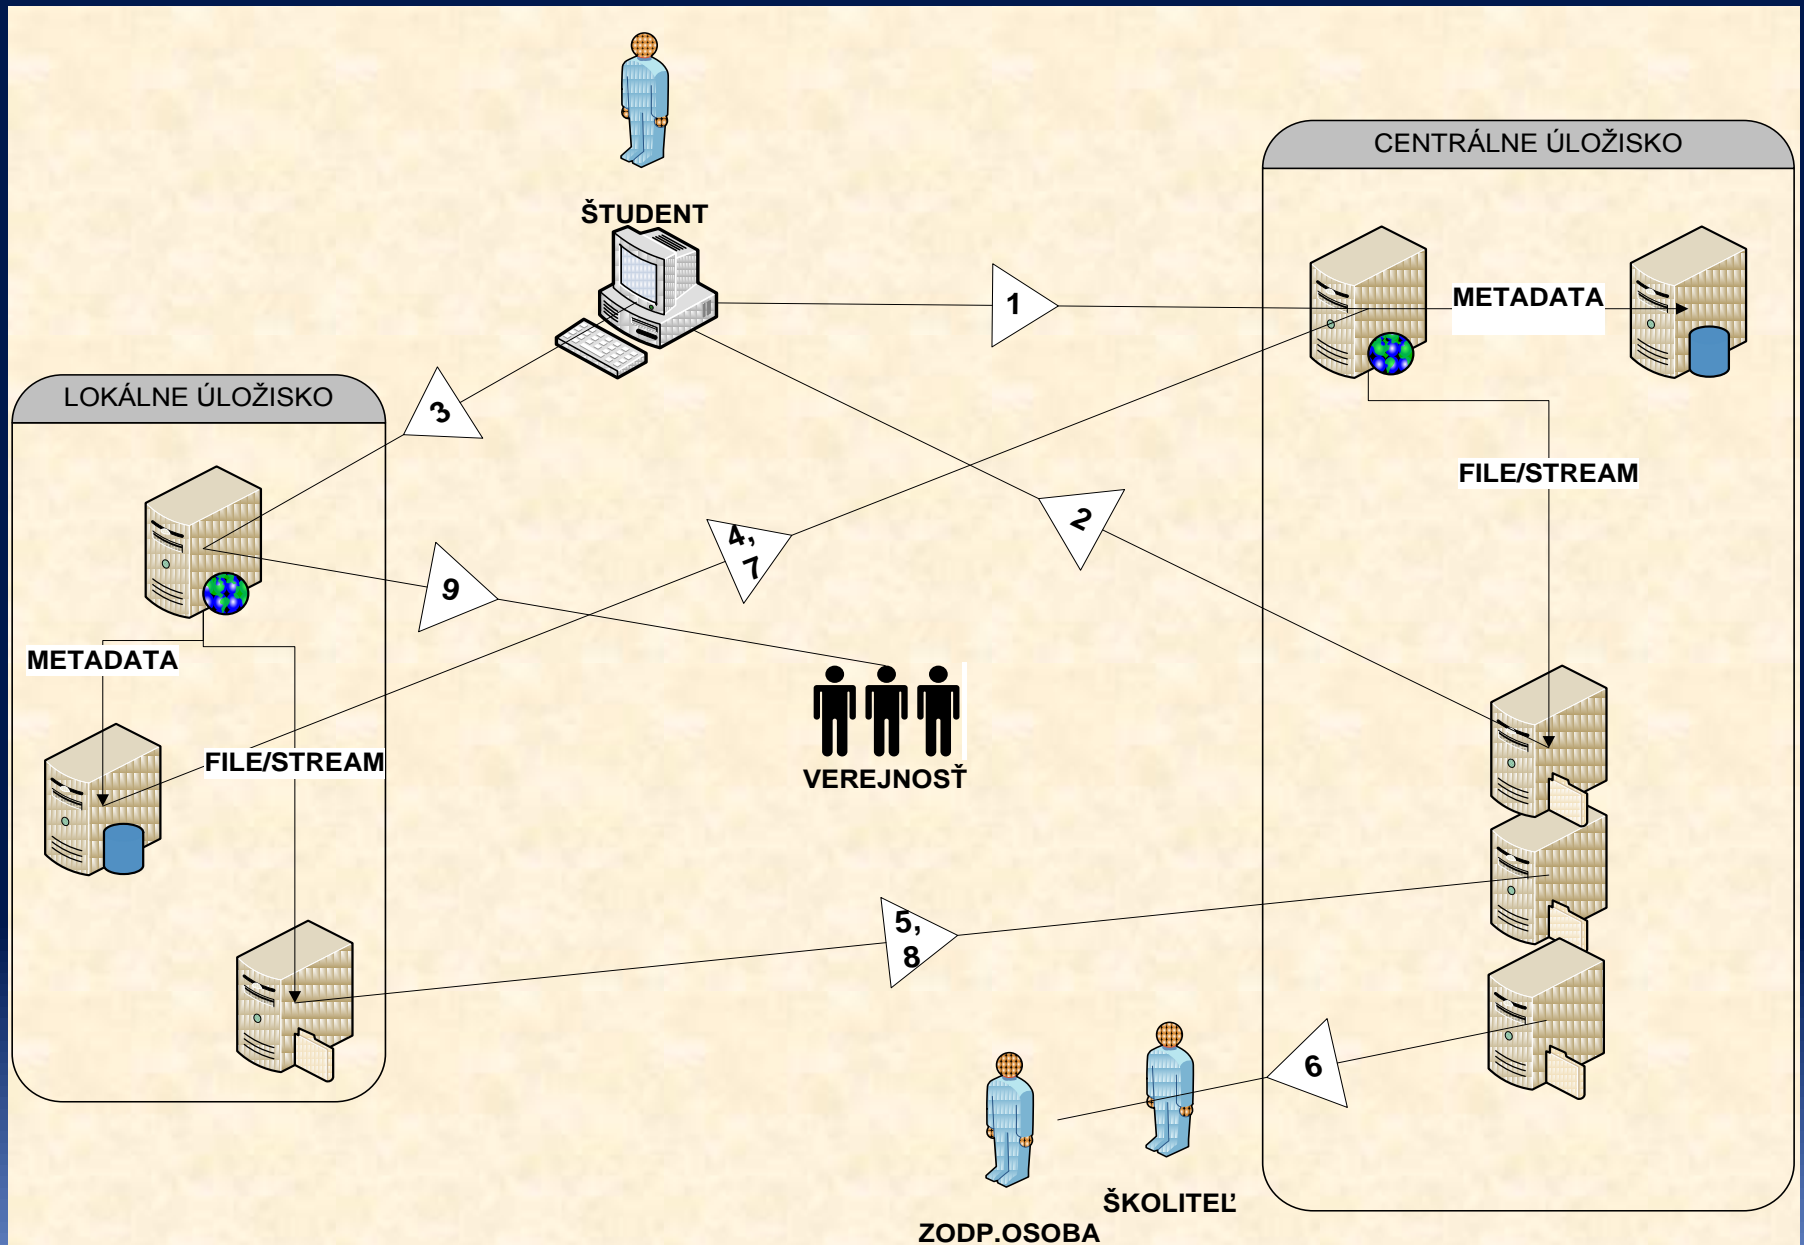 ŠTUDENT
CENTRÁLNE ÚLOŽISKO
1
METADATA
LOKÁLNE ÚLOŽISKO
3
FILE/STREAM
2
4,
7
9
METADATA
FILE/STREAM
VEREJNOSŤ
5,
8
6
ŠKOLITEĽ
ZODP.OSOBA